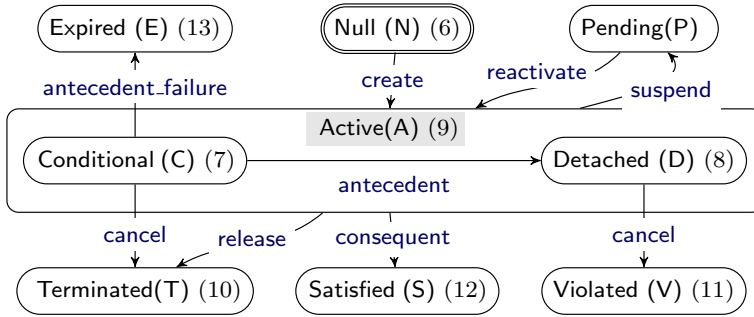 Expired (E) (13)
Null (N) (6)
Pending(P)
antecedent_failure
create
reactivate
suspend
Active(A) (9)
Conditional (C) (7)
Detached (D) (8)
antecedent
cancel
release
consequent
cancel
Terminated(T) (10)
Satisfied (S) (12)
Violated (V) (11)